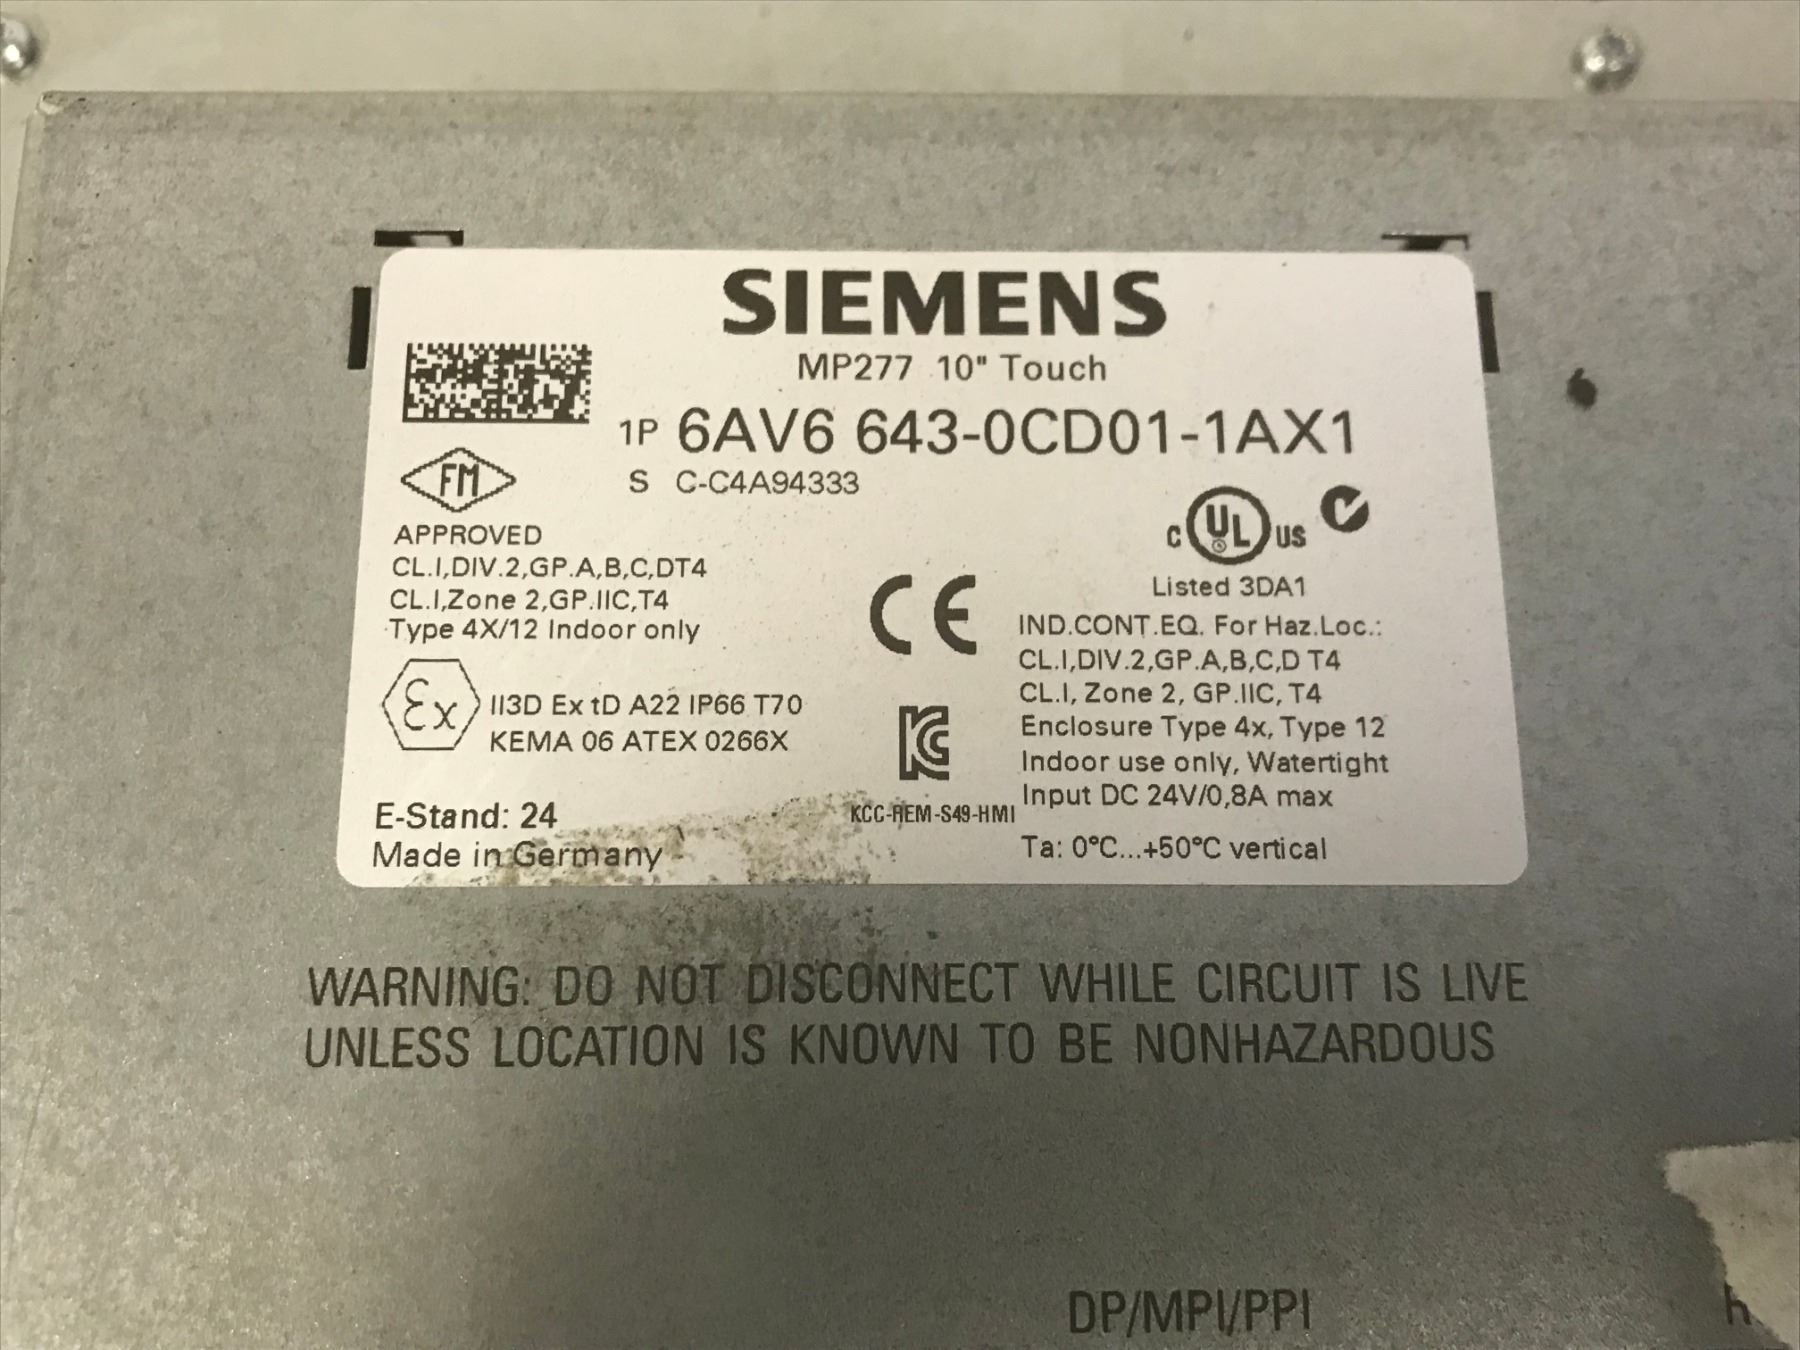 SIEMENS
MP277 10" Touch
1P 6AV6 643-0CD01-1AX1
S C-C4A94333
FM
APPROVED
CL.I,DIV.2,GP.A,B,C,DT4
CL.I,Zone 2,GP.IIC,T4
Type 4X/12 Indoor only
Ex
II3D Ex tD A22 IP66 T70
KEMA 06 ATEX 0266X
E-Stand: 24
Made in Germany
CE
KCC-REM-S49-HMI
C UL US
Listed 3DA1
IND.CONT.EQ. For Haz.Loc.:
CL.I,DIV.2,GP.A,B,C,D T4
CL.I, Zone 2, GP.IIC, T4
Enclosure Type 4x, Type 12
Indoor use only, Watertight
Input DC 24V/0,8A max
Ta: 0°C...+50°C vertical
WARNING: DO NOT DISCONNECT WHILE CIRCUIT IS LIVE
UNLESS LOCATION IS KNOWN TO BE NONHAZARDOUS
DP/MPI/PPI